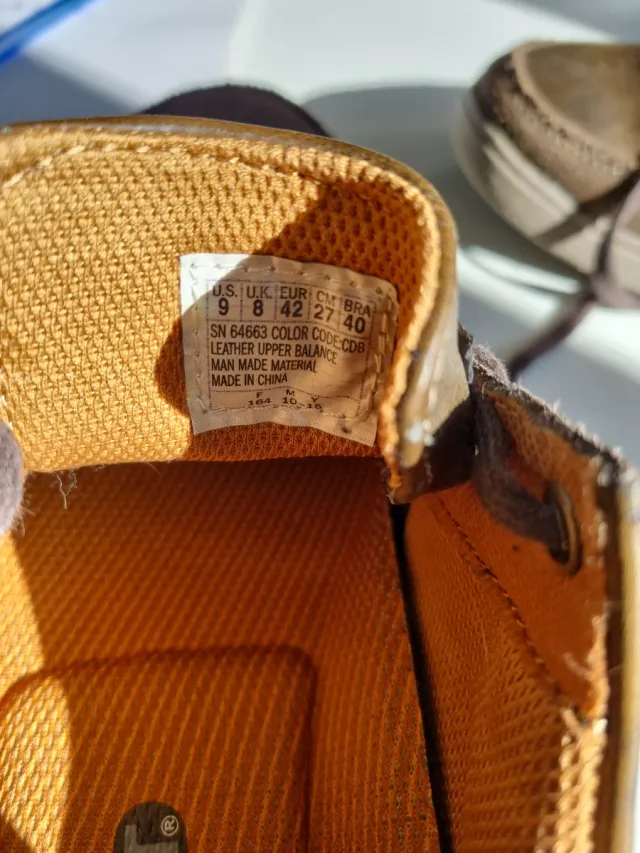 U.S. U.K. EUR CM BRA
9 8 42 27 40
SN 64663 COLOR CODE:CDB
LEATHER UPPER BALANCE
MAN MADE MATERIAL
MADE IN CHINA
F M Y
164 10 16
®